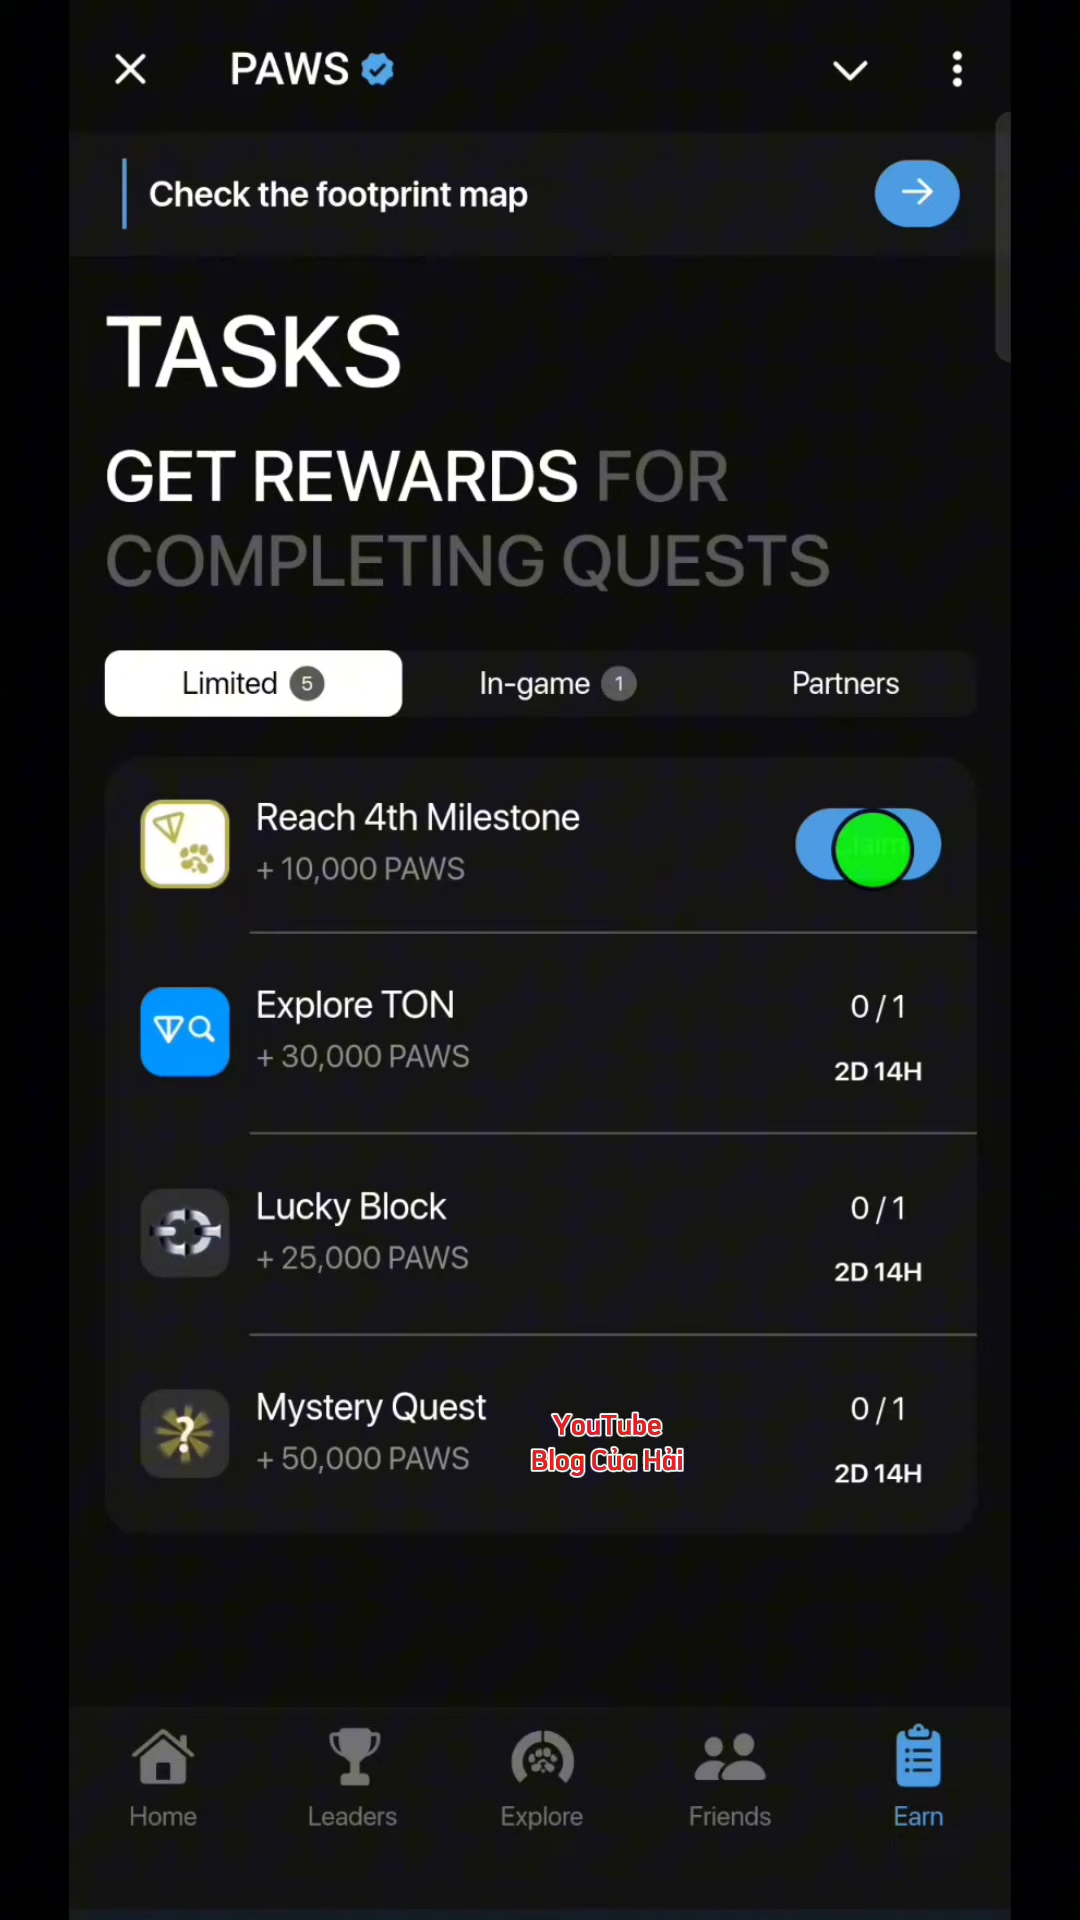 PAWS
Check the footprint map
TASKS
GET REWARDS FOR
COMPLETING QUESTS
Limited 5
In-game 1
Partners
Reach 4th Milestone
+ 10,000 PAWS
Claim
Explore TON
+ 30,000 PAWS
0 / 1
2D 14H
Lucky Block
+ 25,000 PAWS
0 / 1
2D 14H
Mystery Quest
+ 50,000 PAWS
0 / 1
2D 14H
YouTube
Blog Của Hải
Home
Leaders
Explore
Friends
Earn